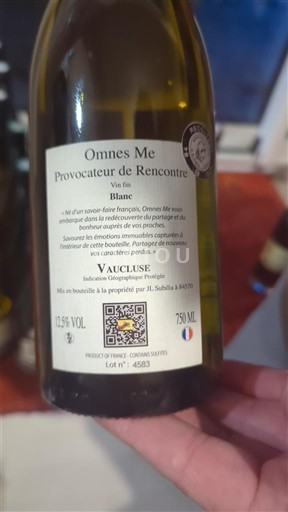 Omnes Me
Provocateur de Rencontre
Vin fin
Blanc
« Né d'un savoir-faire français, Omnes Me vous
embarque dans la redécouverte du partage et du
bonheur auprès de vos proches.
Savourez les émotions immuables capturées à
l'intérieur de cette bouteille. Partagez de nouveau
vos caractères perdus. »
VAUCLUSE
Indication Géographique Protégée
Mis en bouteille à la propriété par JL Subilia à 84570
12,5% VOL
750 ML
PRODUCT OF FRANCE - CONTAINS SULFITES
Lot n° : 4583